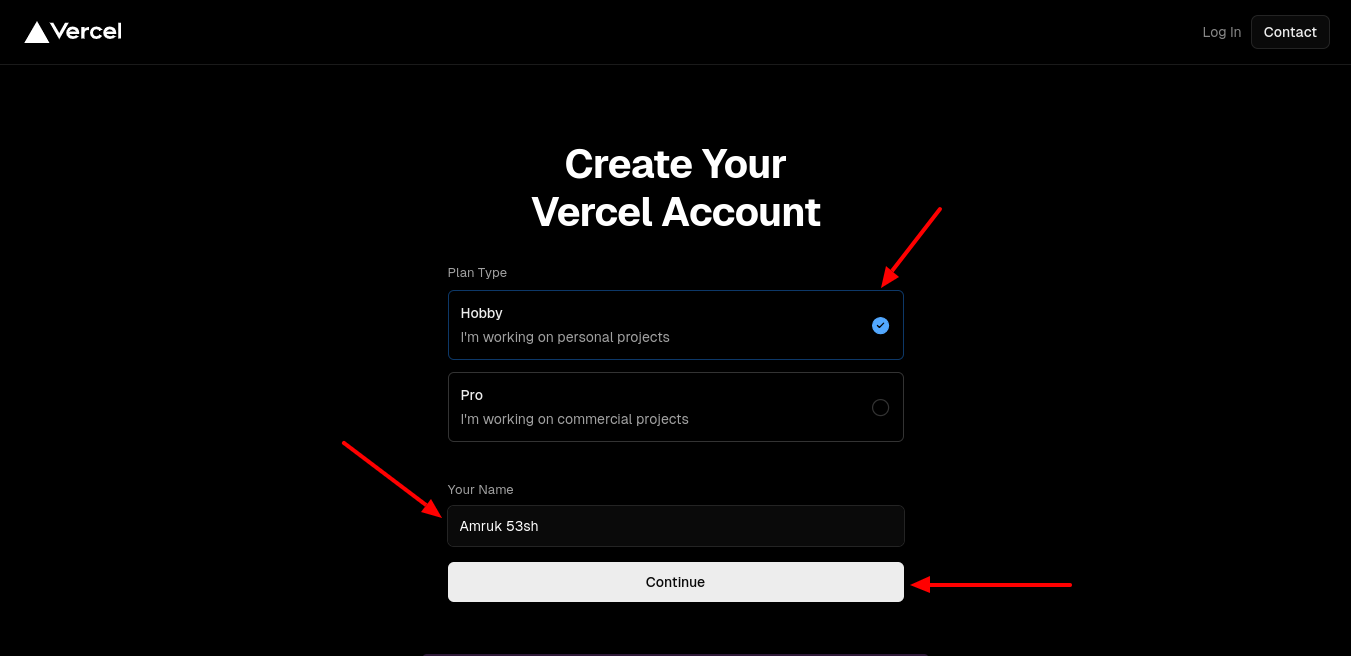 Vercel
Log In
Contact
Create Your
Vercel Account
Plan Type
Hobby
I'm working on personal projects
Pro
I'm working on commercial projects
Your Name
Amruk 53sh
Continue